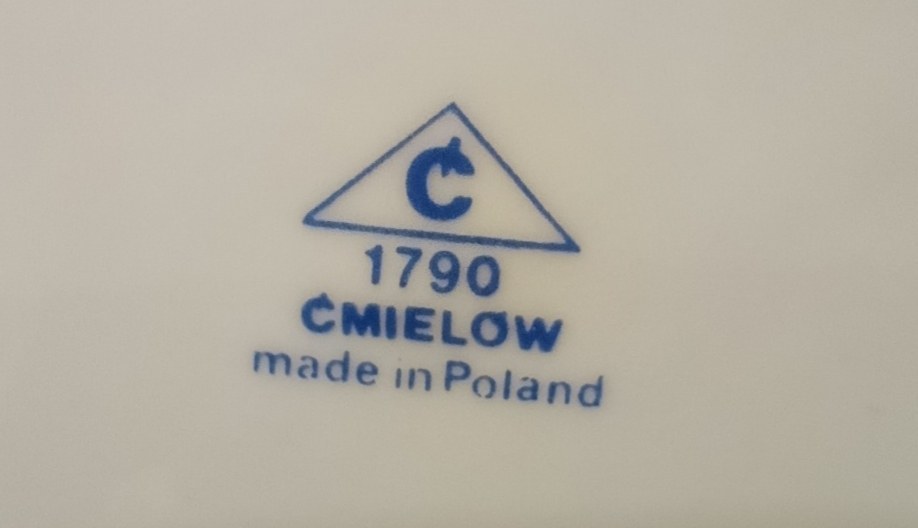 Ć
1790
ĆMIELÓW
made in Poland